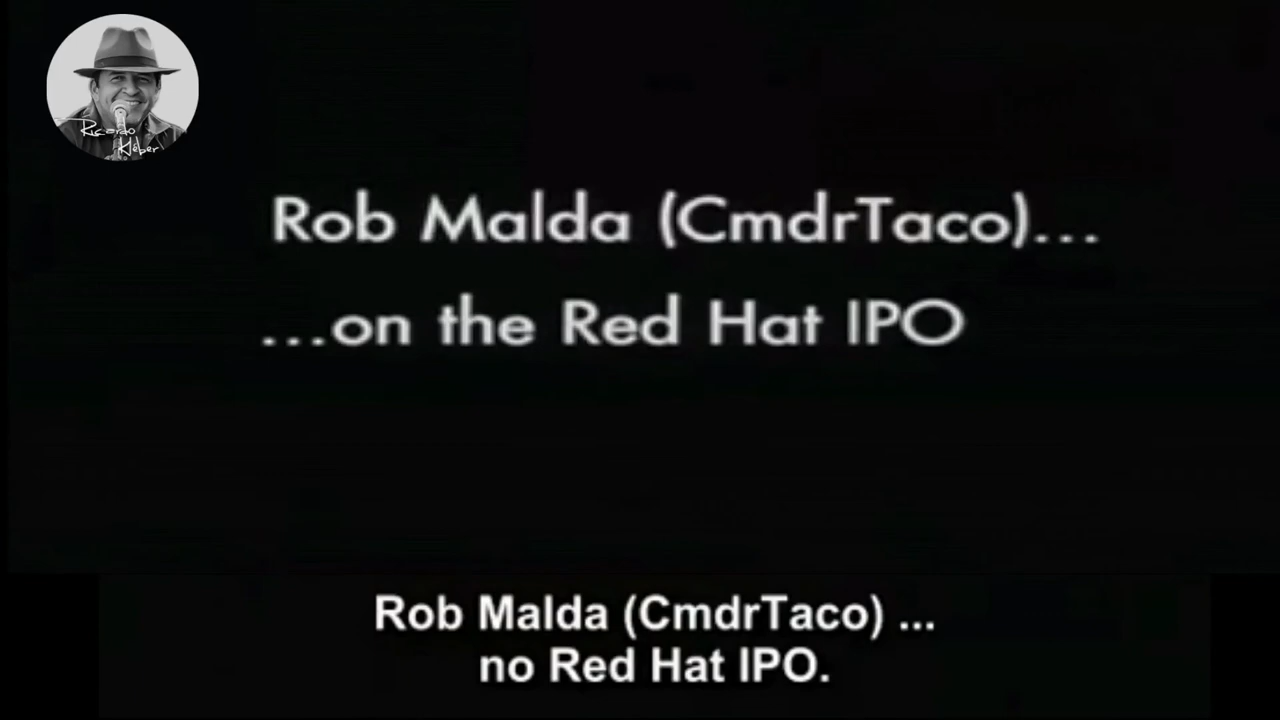 Ricardo
Kléber
Rob Malda (CmdrTaco)...
...on the Red Hat IPO
Rob Malda (CmdrTaco) ...
no Red Hat IPO.